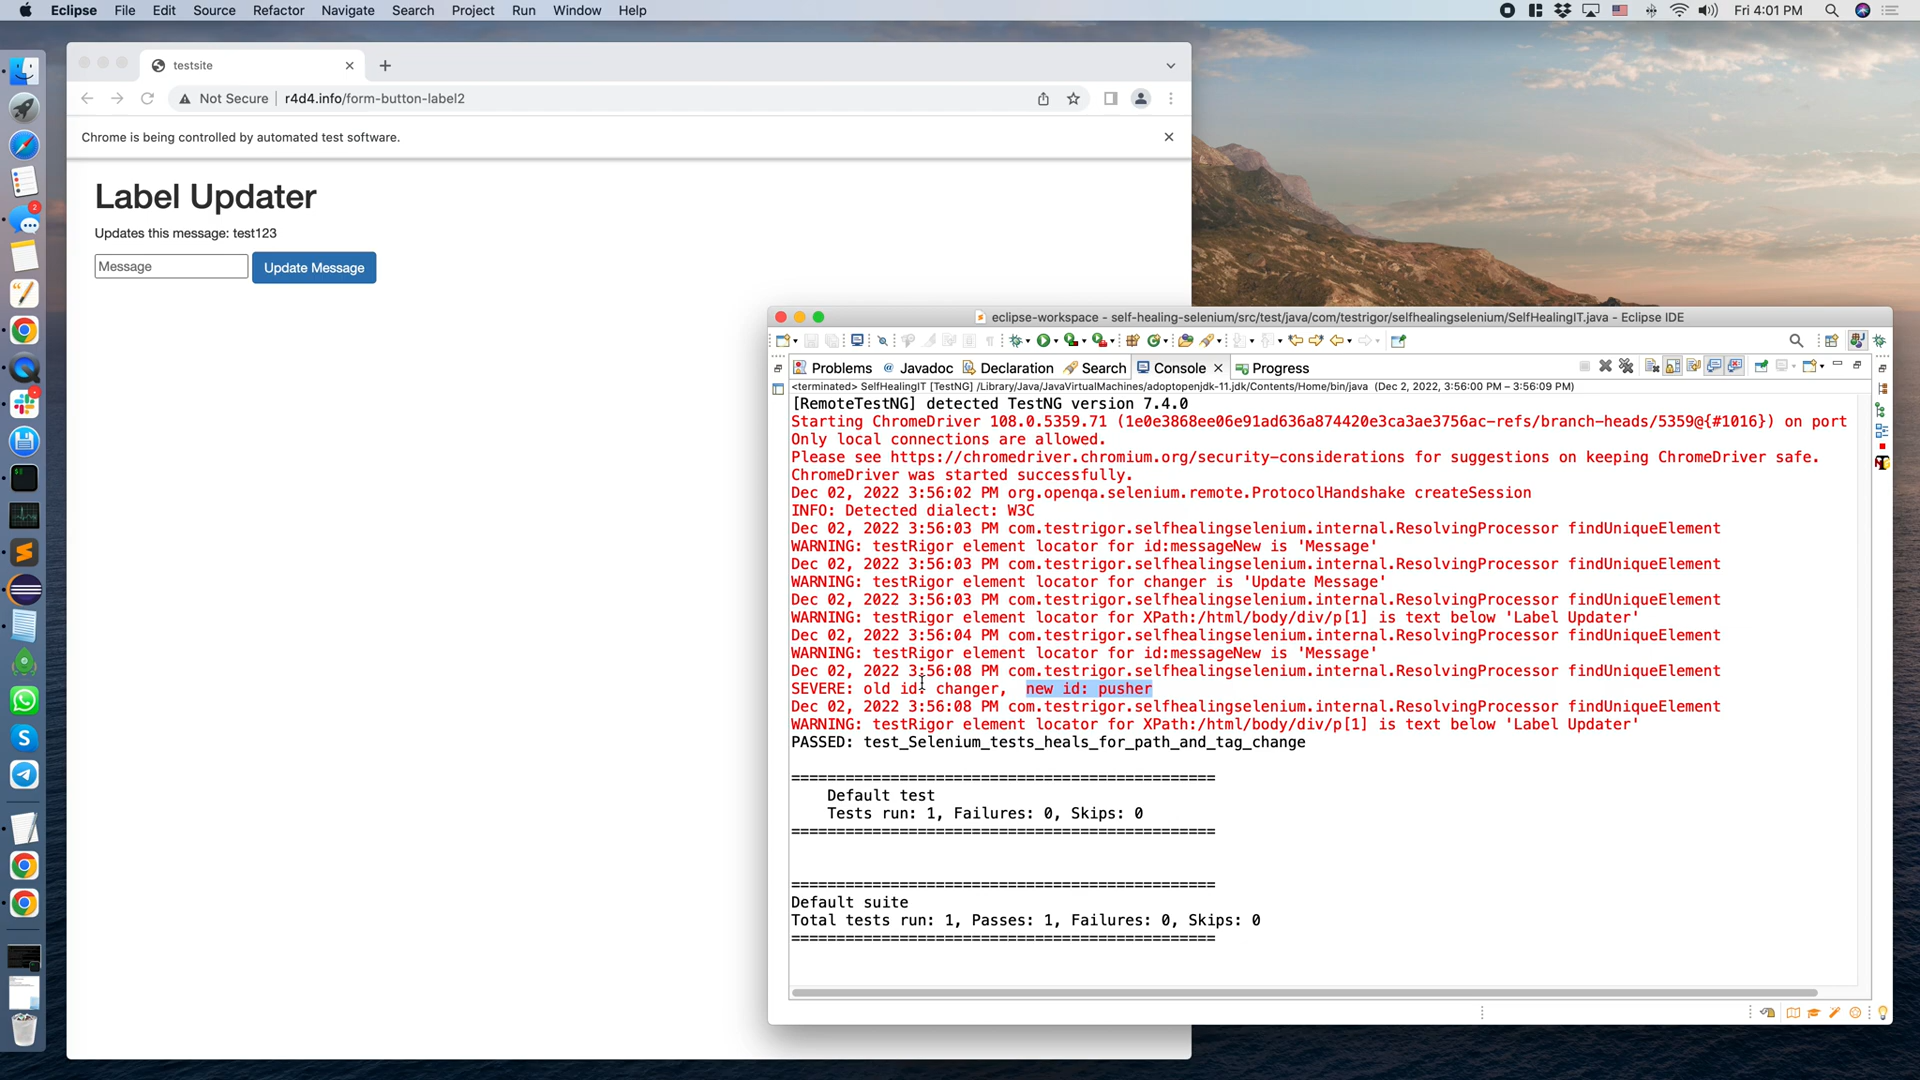 Eclipse File Edit Source Refactor Navigate Search Project Run Window Help
Fri 4:01 PM
testsite
Not Secure r4d4.info/form-button-label2
Chrome is being controlled by automated test software.
Label Updater
Updates this message: test123
Message
Update Message
2
eclipse-workspace - self-healing-selenium/src/test/java/com/testrigor/selfhealingselenium/SelfHealingIT.java - Eclipse IDE
Problems Javadoc Declaration Search Console Progress
<terminated> SelfHealingIT [TestNG] /Library/Java/JavaVirtualMachines/adoptopenjdk-11.jdk/Contents/Home/bin/java (Dec 2, 2022, 3:56:00 PM – 3:56:09 PM)
[RemoteTestNG] detected TestNG version 7.4.0
Starting ChromeDriver 108.0.5359.71 (1e0e3868ee06e91ad636a874420e3ca3ae3756ac-refs/branch-heads/5359@{#1016}) on port
Only local connections are allowed.
Please see https://chromedriver.chromium.org/security-considerations for suggestions on keeping ChromeDriver safe.
ChromeDriver was started successfully.
Dec 02, 2022 3:56:02 PM org.openqa.selenium.remote.ProtocolHandshake createSession
INFO: Detected dialect: W3C
Dec 02, 2022 3:56:03 PM com.testrigor.selfhealingselenium.internal.ResolvingProcessor findUniqueElement
WARNING: testRigor element locator for id:messageNew is 'Message'
Dec 02, 2022 3:56:03 PM com.testrigor.selfhealingselenium.internal.ResolvingProcessor findUniqueElement
WARNING: testRigor element locator for changer is 'Update Message'
Dec 02, 2022 3:56:03 PM com.testrigor.selfhealingselenium.internal.ResolvingProcessor findUniqueElement
WARNING: testRigor element locator for XPath:/html/body/div/p[1] is text below 'Label Updater'
Dec 02, 2022 3:56:04 PM com.testrigor.selfhealingselenium.internal.ResolvingProcessor findUniqueElement
WARNING: testRigor element locator for id:messageNew is 'Message'
Dec 02, 2022 3:56:08 PM com.testrigor.selfhealingselenium.internal.ResolvingProcessor findUniqueElement
SEVERE: old id: changer, new id: pusher
Dec 02, 2022 3:56:08 PM com.testrigor.selfhealingselenium.internal.ResolvingProcessor findUniqueElement
WARNING: testRigor element locator for XPath:/html/body/div/p[1] is text below 'Label Updater'
PASSED: test_Selenium_tests_heals_for_path_and_tag_change
===============================================
Default test
Tests run: 1, Failures: 0, Skips: 0
===============================================
===============================================
Default suite
Total tests run: 1, Passes: 1, Failures: 0, Skips: 0
===============================================